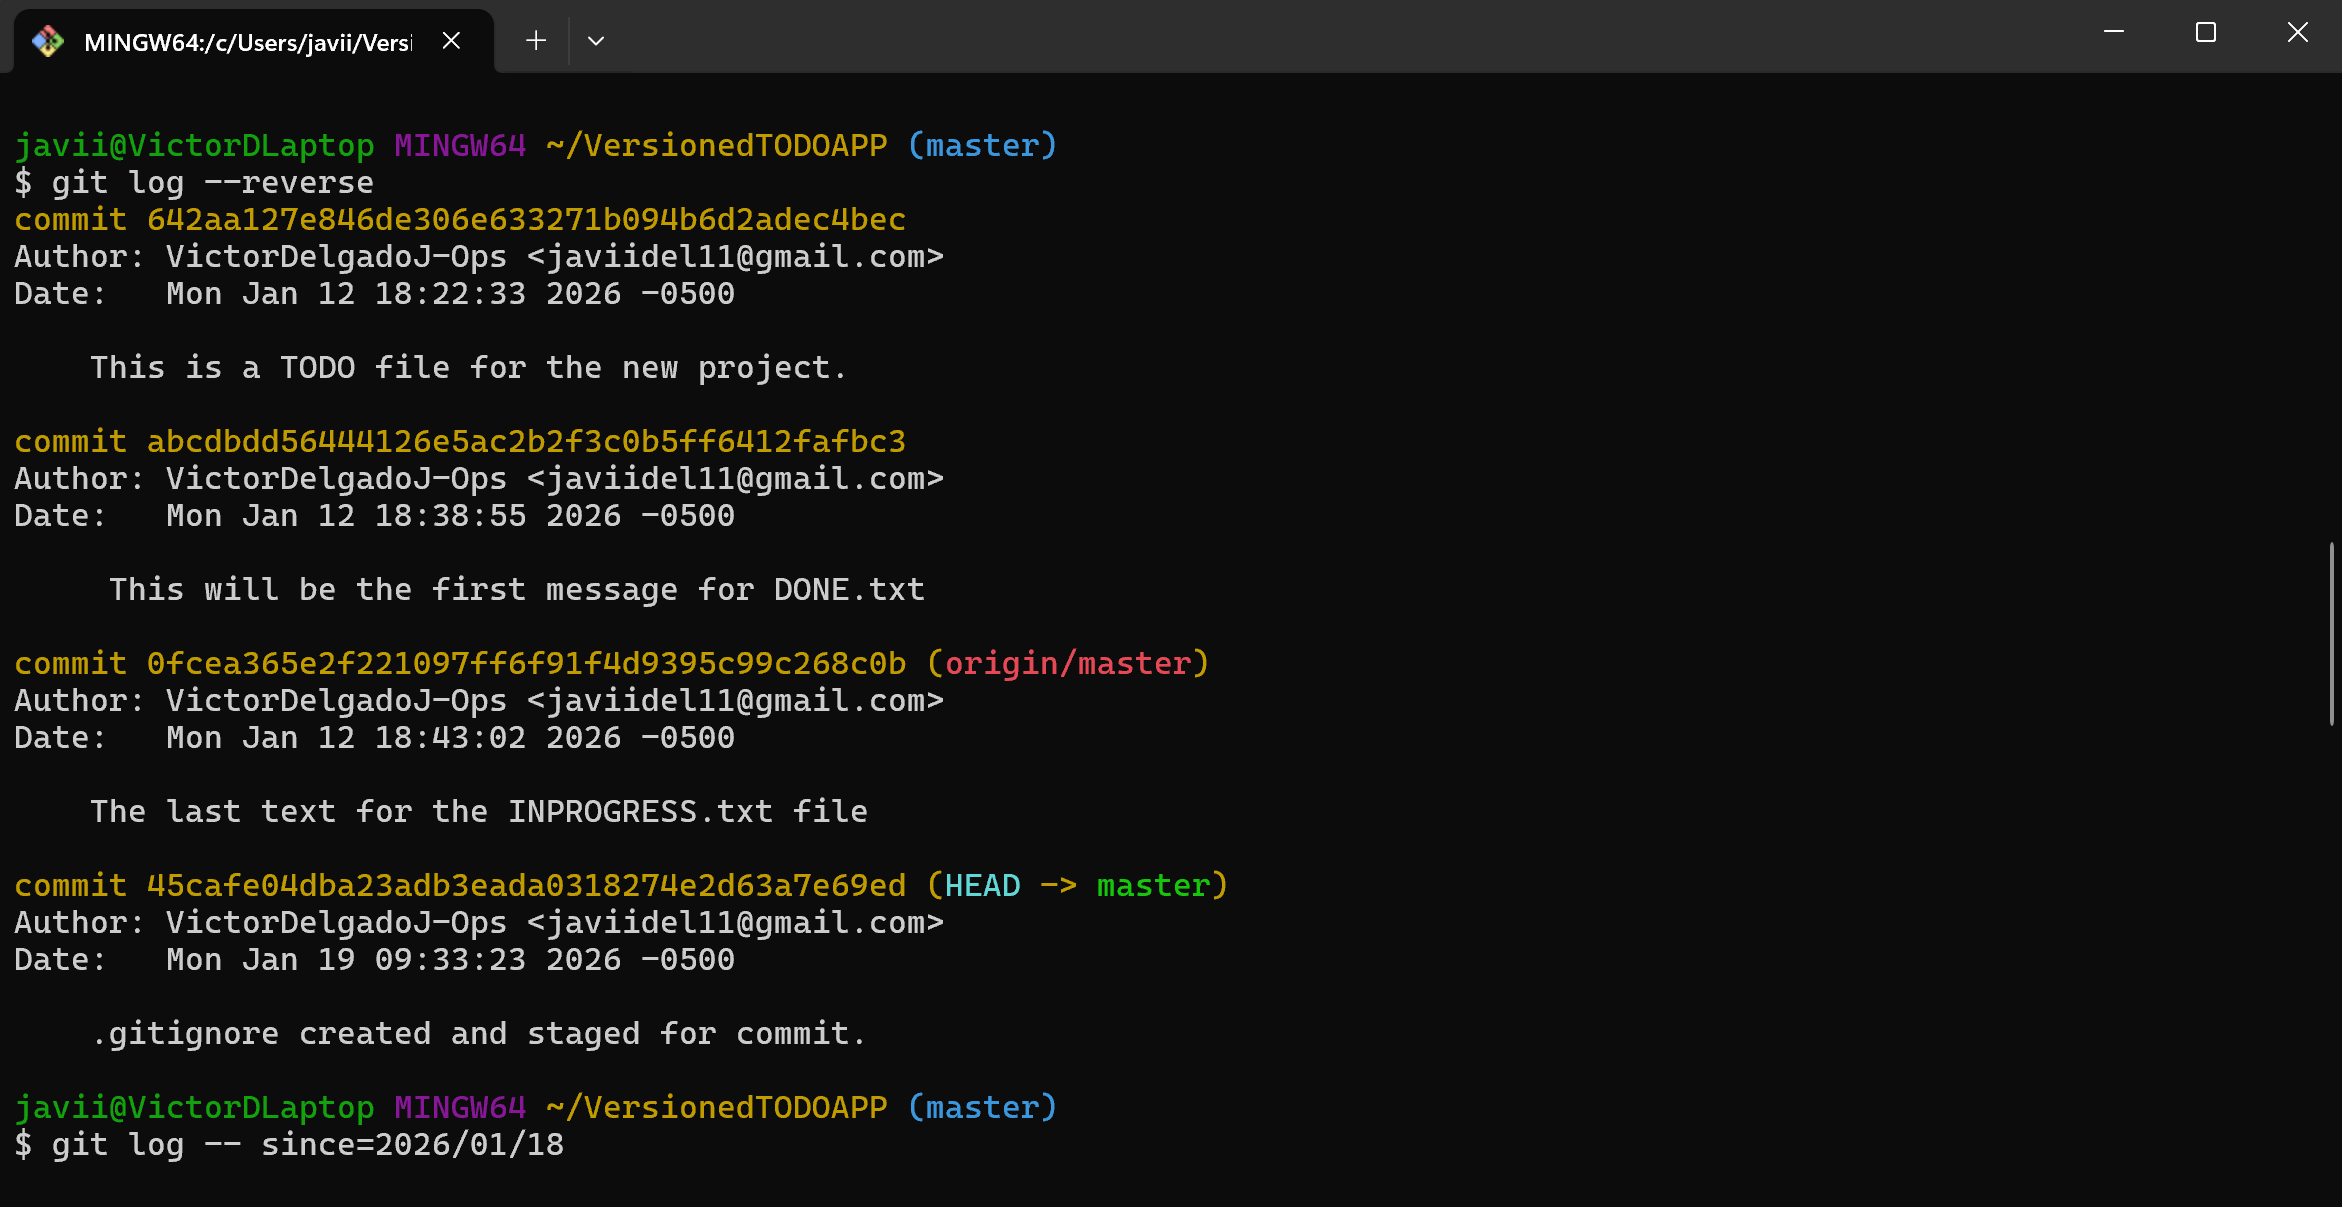 MINGW64:/c/Users/javii/Versi
javii@VictorDLaptop MINGW64 ~/VersionedTODOAPP (master)
$ git log --reverse
commit 642aa127e846de306e633271b094b6d2adec4bec
Author: VictorDelgadoJ-Ops <javiidel11@gmail.com>
Date:   Mon Jan 12 18:22:33 2026 -0500
This is a TODO file for the new project.
commit abcdbdd56444126e5ac2b2f3c0b5ff6412fafbc3
Author: VictorDelgadoJ-Ops <javiidel11@gmail.com>
Date:   Mon Jan 12 18:38:55 2026 -0500
This will be the first message for DONE.txt
commit 0fcea365e2f221097ff6f91f4d9395c99c268c0b (origin/master)
Author: VictorDelgadoJ-Ops <javiidel11@gmail.com>
Date:   Mon Jan 12 18:43:02 2026 -0500
The last text for the INPROGRESS.txt file
commit 45cafe04dba23adb3eada0318274e2d63a7e69ed (HEAD -> master)
Author: VictorDelgadoJ-Ops <javiidel11@gmail.com>
Date:   Mon Jan 19 09:33:23 2026 -0500
.gitignore created and staged for commit.
javii@VictorDLaptop MINGW64 ~/VersionedTODOAPP (master)
$ git log -- since=2026/01/18